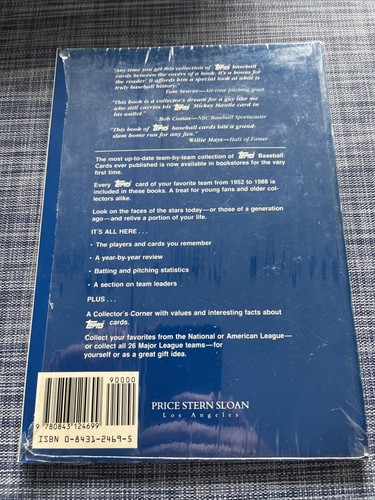 "Any time you get this collection of Topps baseball
cards between the covers of a book, it's a bonus for
the reader. It affords him a special look at what is
truly baseball history."
Tom Seaver—All-time pitching great
"This book is a collector's dream for a guy like me
who still carries his Topps Mickey Mantle card in
his wallet."
Bob Costas—NBC Baseball Sportscaster
"This book of Topps baseball cards hits a grand
slam home run for any fan."
Willie Mays—Hall of Famer
The most up-to-date team-by-team collection of Topps Baseball
Cards ever published is now available in bookstores for the very
first time.
Every Topps card of your favorite team from 1952 to 1988 is
included in these books. A treat for young fans and older col-
lectors alike.
Look on the faces of the stars today—or those of a generation
ago—and relive a portion of your life.
IT'S ALL HERE . . .
• The players and cards you remember
• A year-by-year review
• Batting and pitching statistics
• A section on team leaders
PLUS . . .
A Collector's Corner with values and interesting facts about
Topps cards.
Collect your favorites from the National or American League—
or collect all 26 Major League teams—for
yourself or as a great gift idea.
90000
9 780843 124699
ISBN 0-8431-2469-5
PRICE STERN SLOAN
Los Angeles